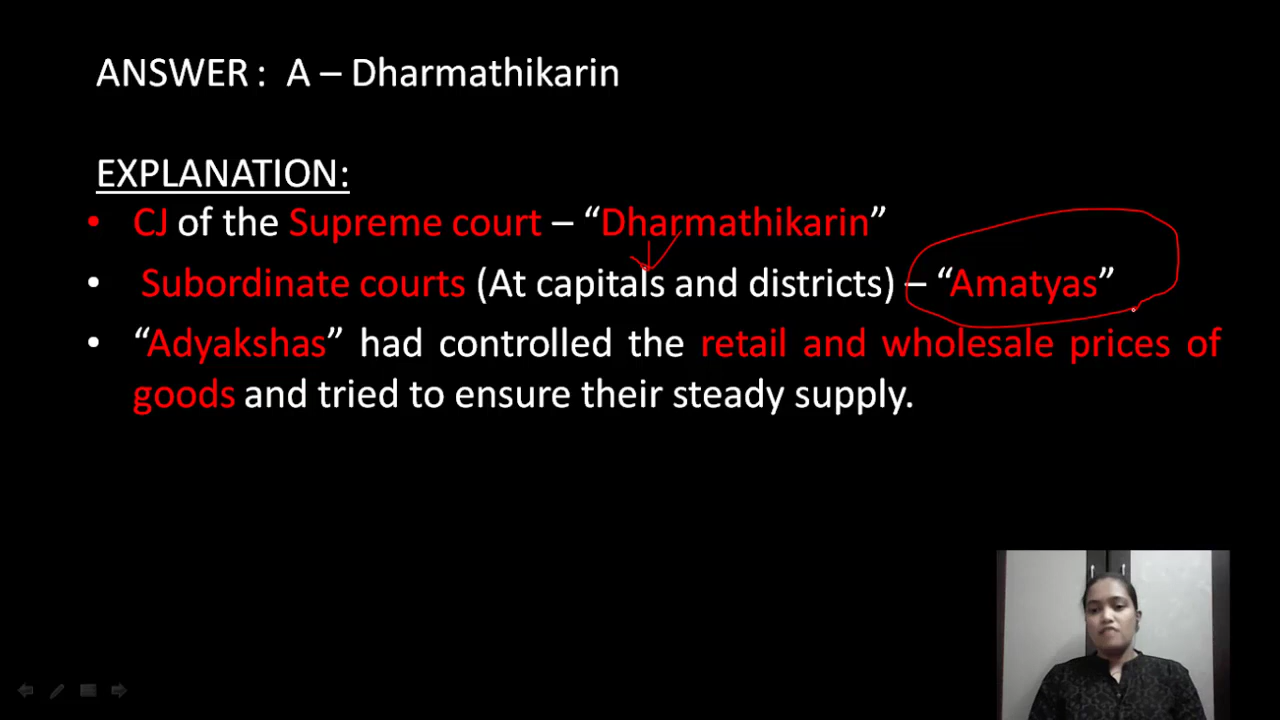 ANSWER : A – Dharmathikarin
EXPLANATION:
• CJ of the Supreme court – “Dharmathikarin”
• Subordinate courts (At capitals and districts) – “Amatyas”
• “Adyakshas” had controlled the retail and wholesale prices of
goods and tried to ensure their steady supply.